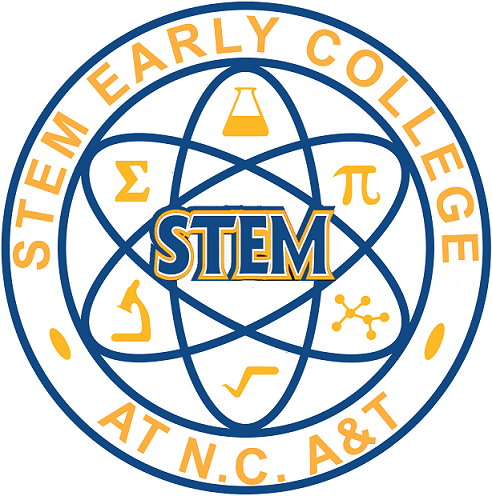 STEM EARLY COLLEGE
Σ
π
STEM
√
AT N.C. A&T